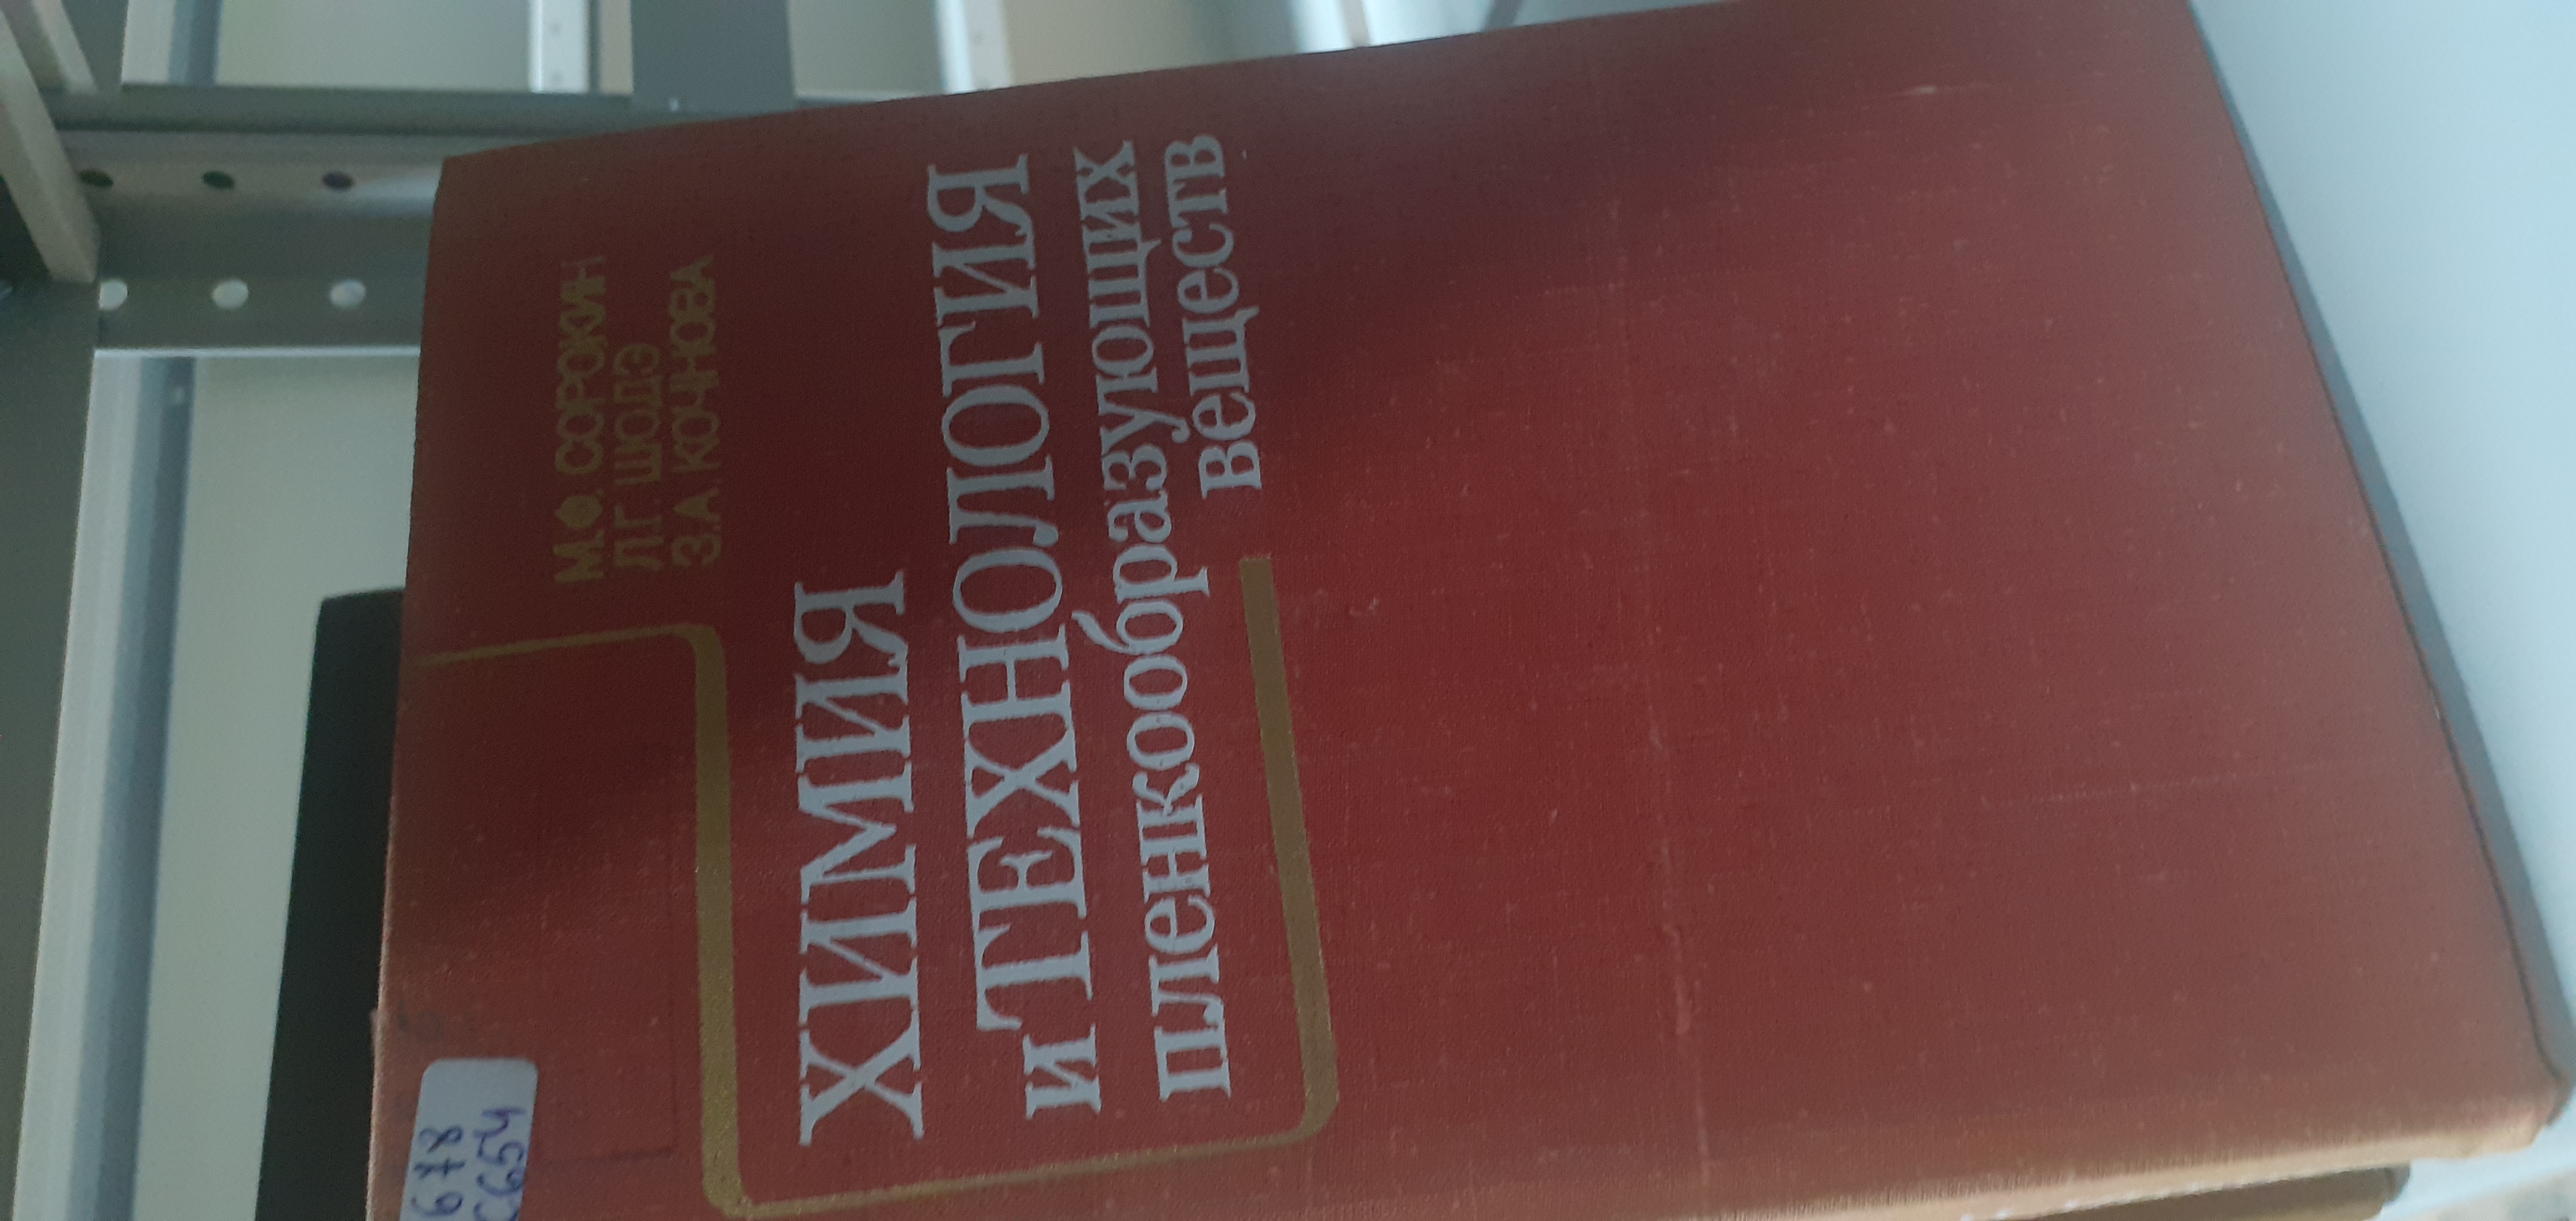 М.Ф. СОРОКИН
Л.Г. ШОДЭ
З.А. КОЧНОВА
ХИМИЯ
и ТЕХНОЛОГИЯ
пленкообразующих
веществ
678
С654